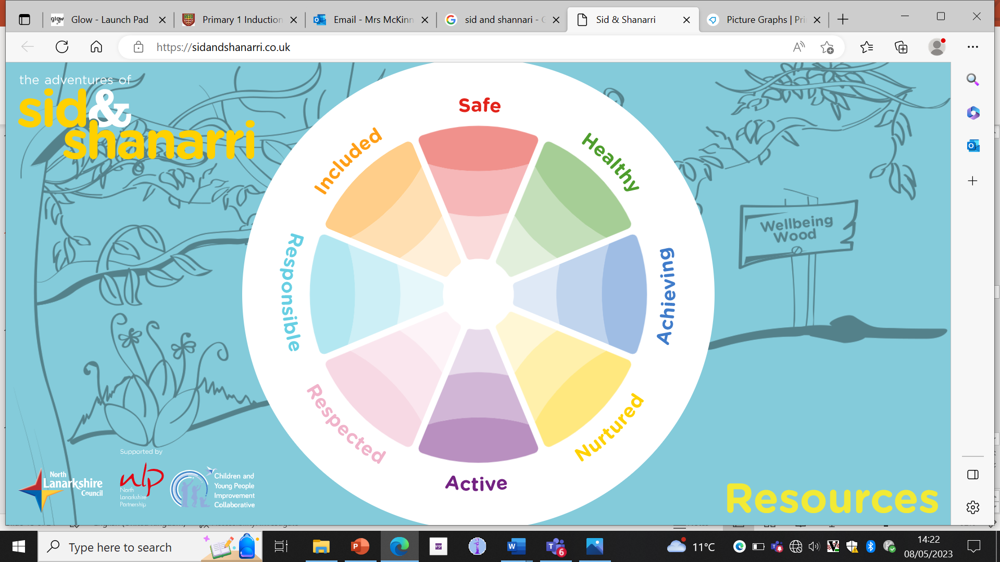 glow
Glow - Launch Pad
Primary 1 Induction
Email - Mrs McKinn
sid and shannari - G
Sid & Shanarri
Picture Graphs | Pri
https://sidandshanarri.co.uk
the adventures of
sid&
shanarri
Safe
Healthy
Achieving
Nurtured
Active
Respected
Responsible
Included
Wellbeing
Wood
Supported by
North
Lanarkshire
Council
nlp
North
Lanarkshire
Partnership
Children and
Young People
Improvement
Collaborative
Resources
Type here to search
6
11°C
14:22
08/05/2023